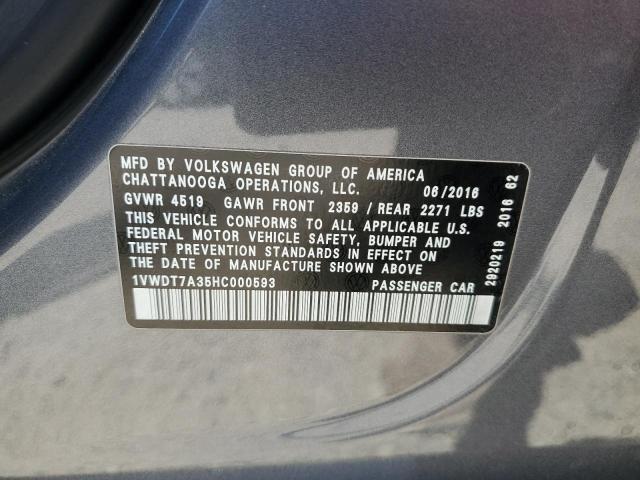 MFD BY VOLKSWAGEN GROUP OF AMERICA
CHATTANOOGA OPERATIONS, LLC. 06/2016
GVWR 4519 GAWR FRONT 2359 / REAR 2271 LBS
THIS VEHICLE CONFORMS TO ALL APPLICABLE U.S.
FEDERAL MOTOR VEHICLE SAFETY, BUMPER AND
THEFT PREVENTION STANDARDS IN EFFECT ON
THE DATE OF MANUFACTURE SHOWN ABOVE
1VWDT7A35HC000593 PASSENGER CAR
2920219 2016 62